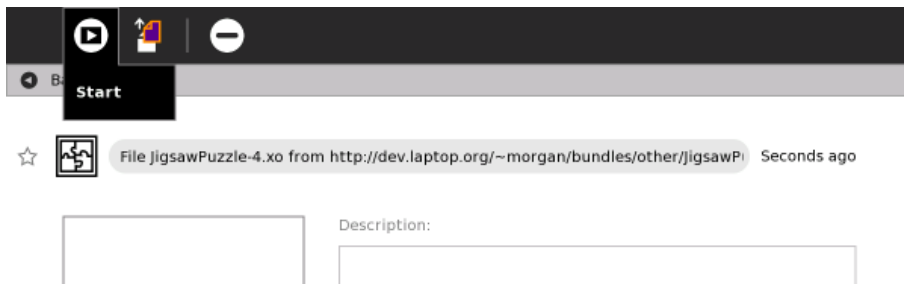 Start
File JigsawPuzzle-4.xo from http://dev.laptop.org/~morgan/bundles/other/JigsawP
Seconds ago
Description: